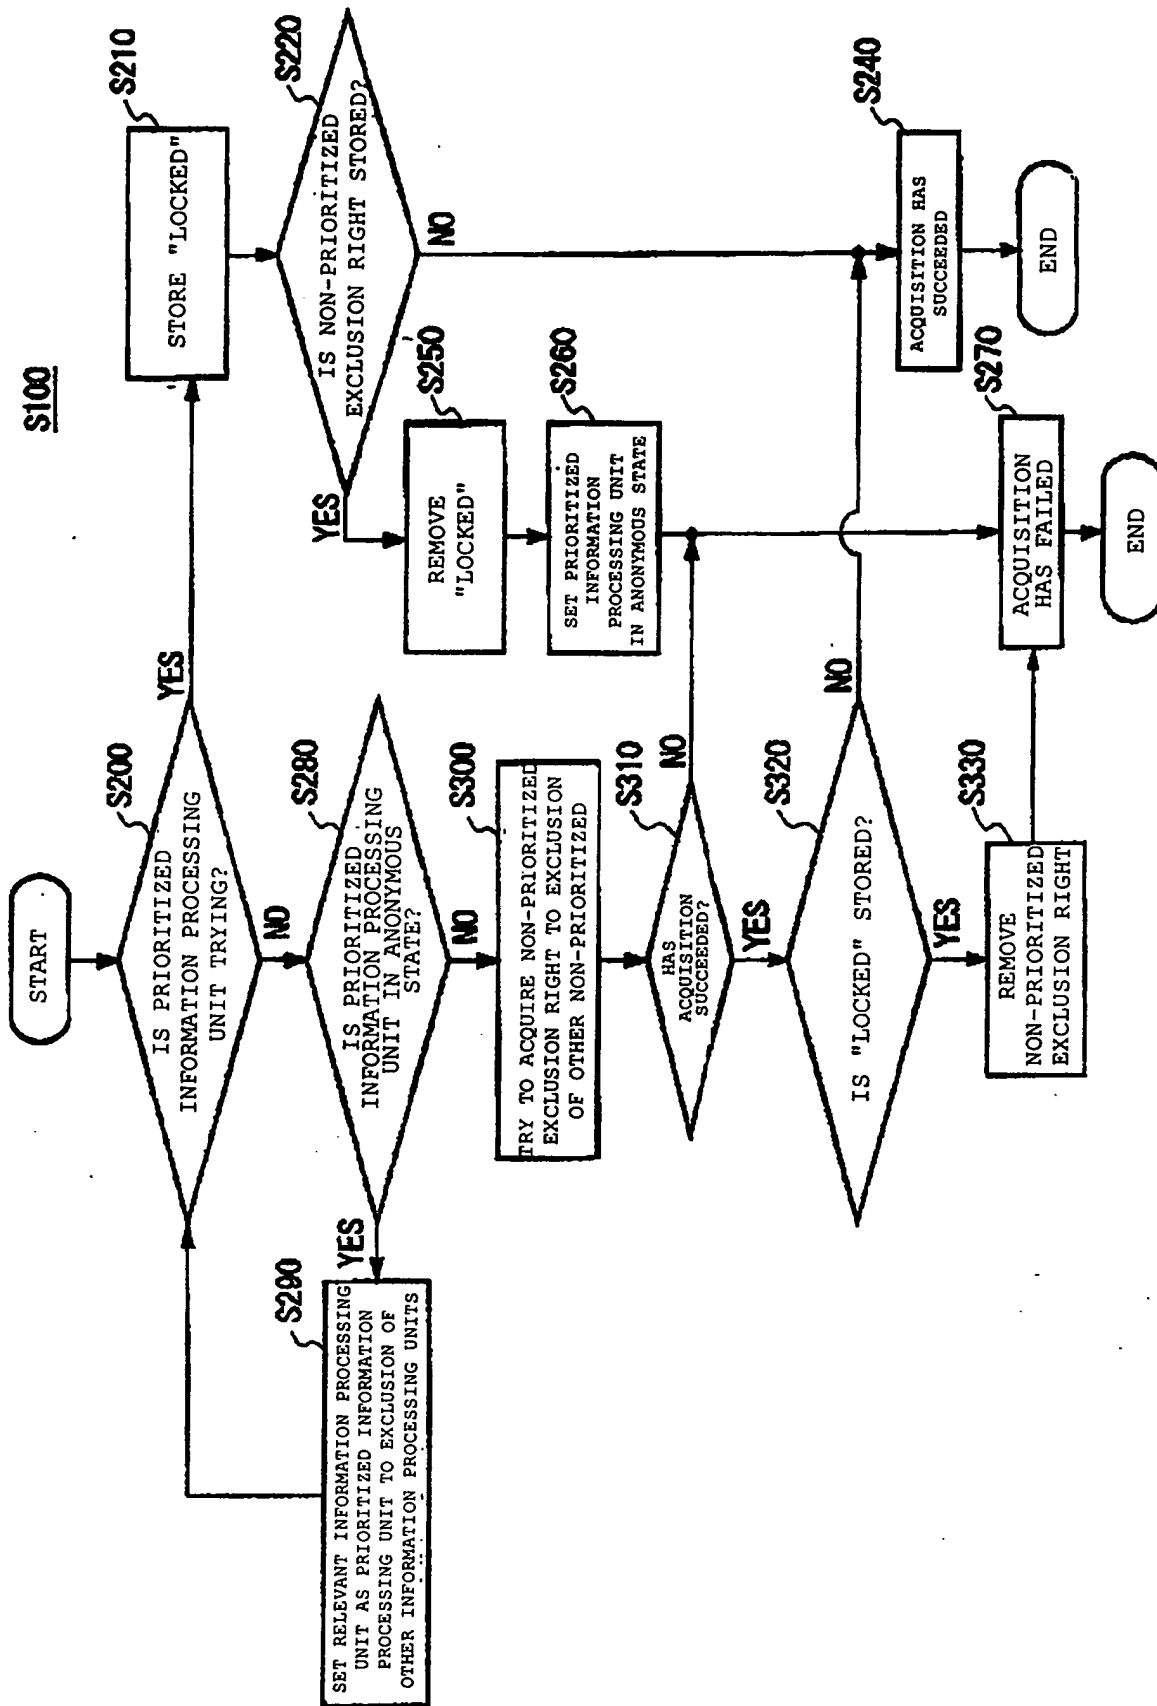 S100
START
S200
IS PRIORITIZED
INFORMATION PROCESSING
UNIT TRYING?
YES
NO
S210
STORE "LOCKED"
S220
IS NON-PRIORITIZED
EXCLUSION RIGHT STORED?
YES
NO
S250
REMOVE
"LOCKED"
S260
SET PRIORITIZED
INFORMATION
PROCESSING UNIT
IN ANONYMOUS STATE
S240
ACQUISITION HAS
SUCCEEDED
END
S270
ACQUISITION
HAS FAILED
END
S280
IS PRIORITIZED
INFORMATION PROCESSING
UNIT IN ANONYMOUS
STATE?
YES
NO
S290
SET RELEVANT INFORMATION PROCESSING
UNIT AS PRIORITIZED INFORMATION
PROCESSING UNIT TO EXCLUSION OF
OTHER INFORMATION PROCESSING UNITS
S300
TRY TO ACQUIRE NON-PRIORITIZED
EXCLUSION RIGHT TO EXCLUSION
OF OTHER NON-PRIORITIZED
S310
HAS
ACQUISITION
SUCCEEDED?
NO
YES
S320
IS "LOCKED" STORED?
NO
YES
S330
REMOVE
NON-PRIORITIZED
EXCLUSION RIGHT